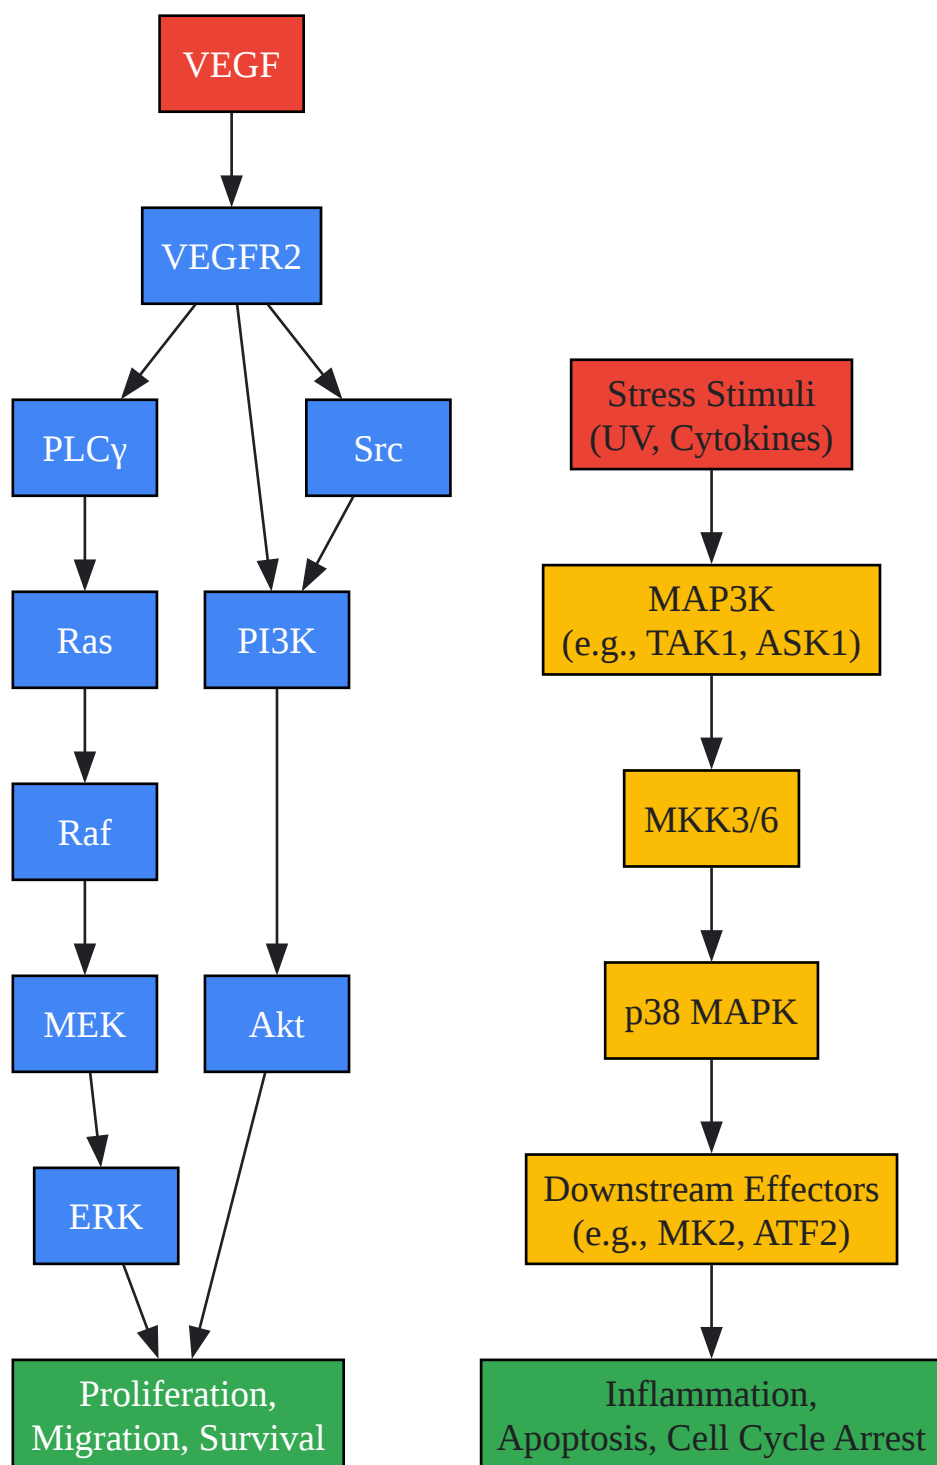 VEGF
VEGFR2
PLCγ
Src
Ras
PI3K
Raf
MEK
Akt
ERK
Proliferation,
Migration, Survival
Stress Stimuli
(UV, Cytokines)
MAP3K
(e.g., TAK1, ASK1)
MKK3/6
p38 MAPK
Downstream Effectors
(e.g., MK2, ATF2)
Inflammation,
Apoptosis, Cell Cycle Arrest